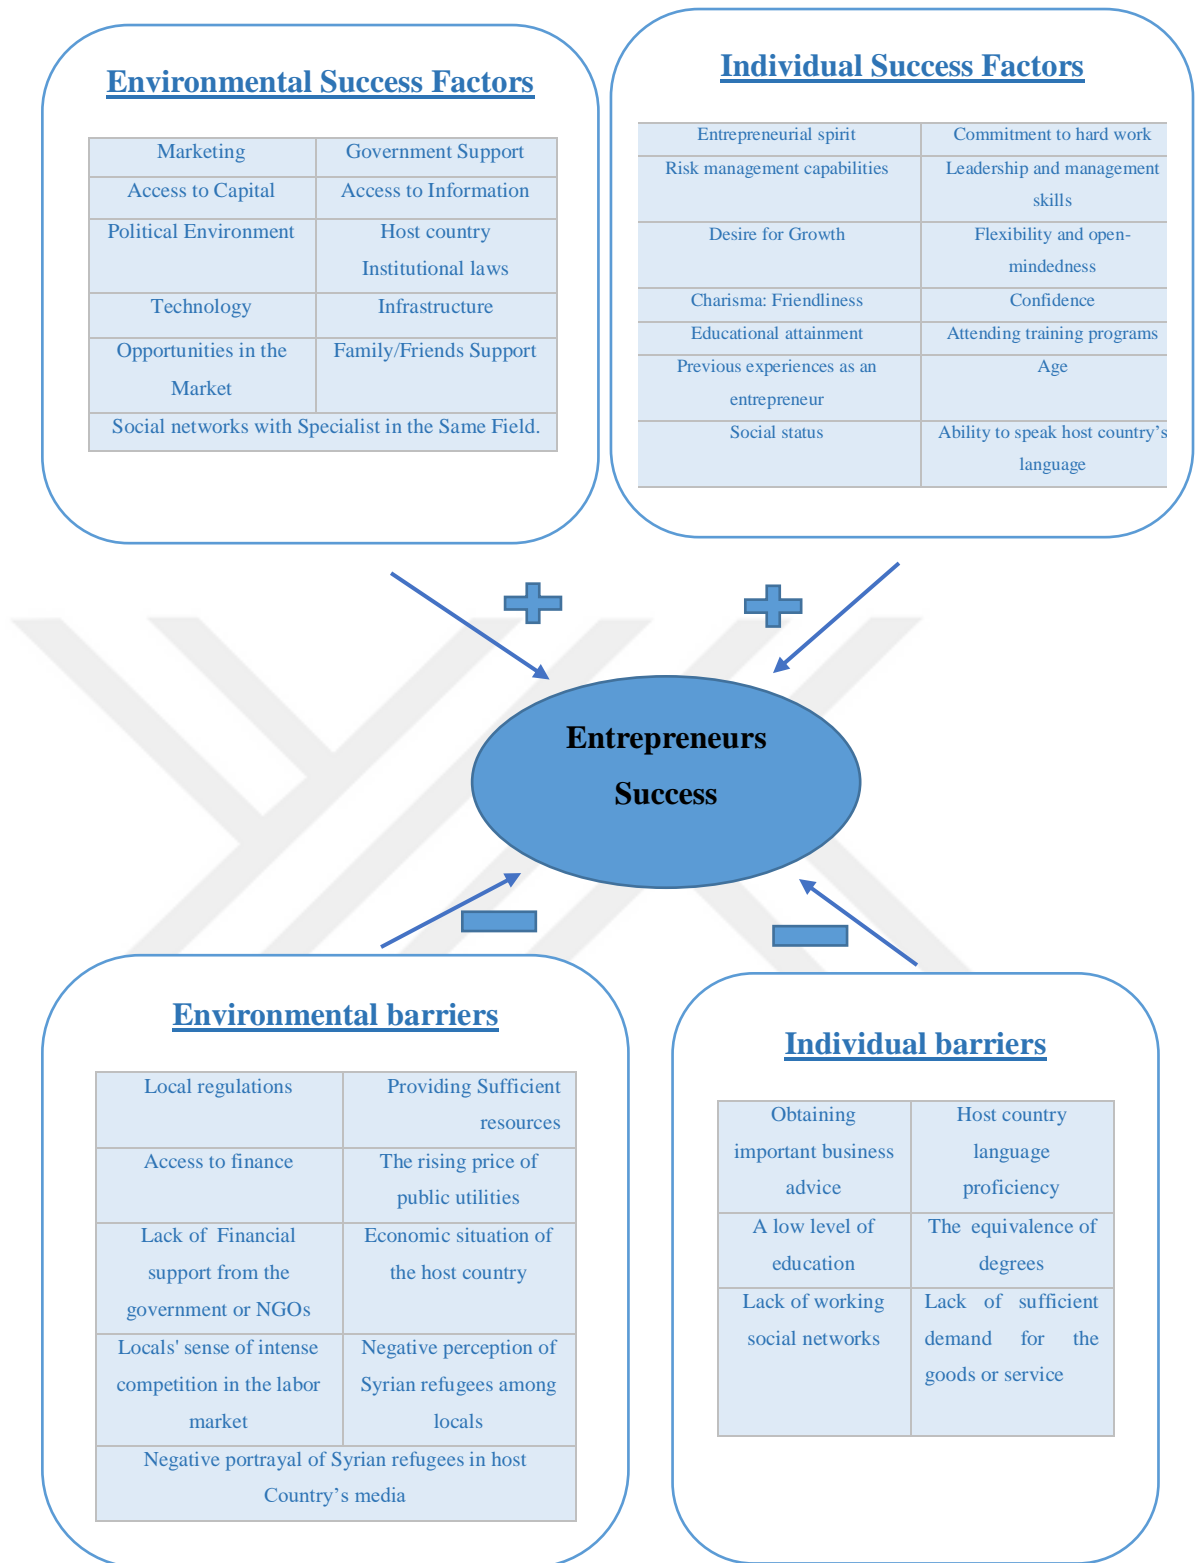 Environmental Success Factors
Marketing
Government Support
Access to Capital
Access to Information
Political Environment
Host country
Institutional laws
Technology
Infrastructure
Opportunities in the
Market
Family/Friends Support
Social networks with Specialist in the Same Field.
Individual Success Factors
Entrepreneurial spirit
Commitment to hard work
Risk management capabilities
Leadership and management
skills
Desire for Growth
Flexibility and open-
mindedness
Charisma: Friendliness
Confidence
Educational attainment
Attending training programs
Previous experiences as an
entrepreneur
Age
Social status
Ability to speak host country's
language
Entrepreneurs
Success
Environmental barriers
Local regulations
Providing Sufficient
resources
Access to finance
The rising price of
public utilities
Lack of Financial
support from the
government or NGOs
Economic situation of
the host country
Locals' sense of intense
competition in the labor
market
Negative perception of
Syrian refugees among
locals
Negative portrayal of Syrian refugees in host
Country's media
Individual barriers
Obtaining
important business
advice
Host country
language
proficiency
A low level of
education
The equivalence of
degrees
Lack of working
social networks
Lack of sufficient
demand for the
goods or service